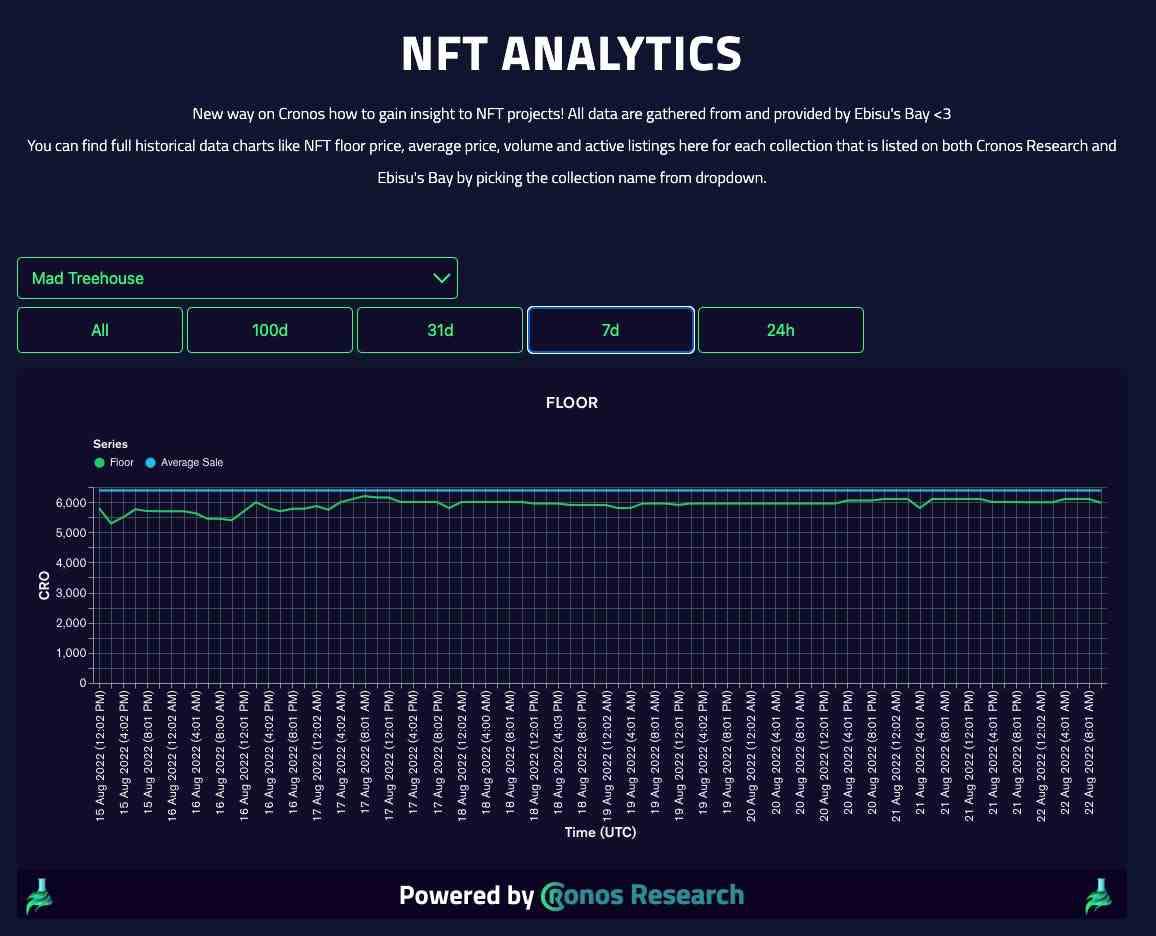 NFT ANALYTICS
New way on Cronos how to gain insight to NFT projects! All data are gathered from and provided by Ebisu's Bay <3
You can find full historical data charts like NFT floor price, average price, volume and active listings here for each collection that is listed on both Cronos Research and
Ebisu's Bay by picking the collection name from dropdown.
Mad Treehouse
All
100d
31d
7d
24h
FLOOR
Series
Floor
Average Sale
6,000
5,000
4,000
3,000
2,000
1,000
0
CRO
15 Aug 2022 (12:02 PM)
15 Aug 2022 (4:02 PM)
15 Aug 2022 (8:01 PM)
16 Aug 2022 (12:02 AM)
16 Aug 2022 (4:01 AM)
16 Aug 2022 (8:00 AM)
16 Aug 2022 (12:01 PM)
16 Aug 2022 (4:02 PM)
16 Aug 2022 (8:01 PM)
17 Aug 2022 (12:02 AM)
17 Aug 2022 (4:02 AM)
17 Aug 2022 (8:01 AM)
17 Aug 2022 (12:01 PM)
17 Aug 2022 (4:02 PM)
17 Aug 2022 (8:02 PM)
18 Aug 2022 (12:02 AM)
18 Aug 2022 (4:00 AM)
18 Aug 2022 (8:01 AM)
18 Aug 2022 (12:01 PM)
18 Aug 2022 (4:03 PM)
18 Aug 2022 (8:01 PM)
19 Aug 2022 (12:02 AM)
19 Aug 2022 (4:01 AM)
19 Aug 2022 (8:01 AM)
19 Aug 2022 (12:01 PM)
19 Aug 2022 (4:02 PM)
19 Aug 2022 (8:01 PM)
20 Aug 2022 (12:02 AM)
20 Aug 2022 (4:01 AM)
20 Aug 2022 (8:01 AM)
20 Aug 2022 (12:01 PM)
20 Aug 2022 (4:01 PM)
20 Aug 2022 (8:01 PM)
21 Aug 2022 (12:02 AM)
21 Aug 2022 (4:01 AM)
21 Aug 2022 (8:01 AM)
21 Aug 2022 (12:01 PM)
21 Aug 2022 (4:01 PM)
21 Aug 2022 (8:01 PM)
22 Aug 2022 (12:02 AM)
22 Aug 2022 (4:01 AM)
22 Aug 2022 (8:01 AM)
Time (UTC)
Powered by Cronos Research